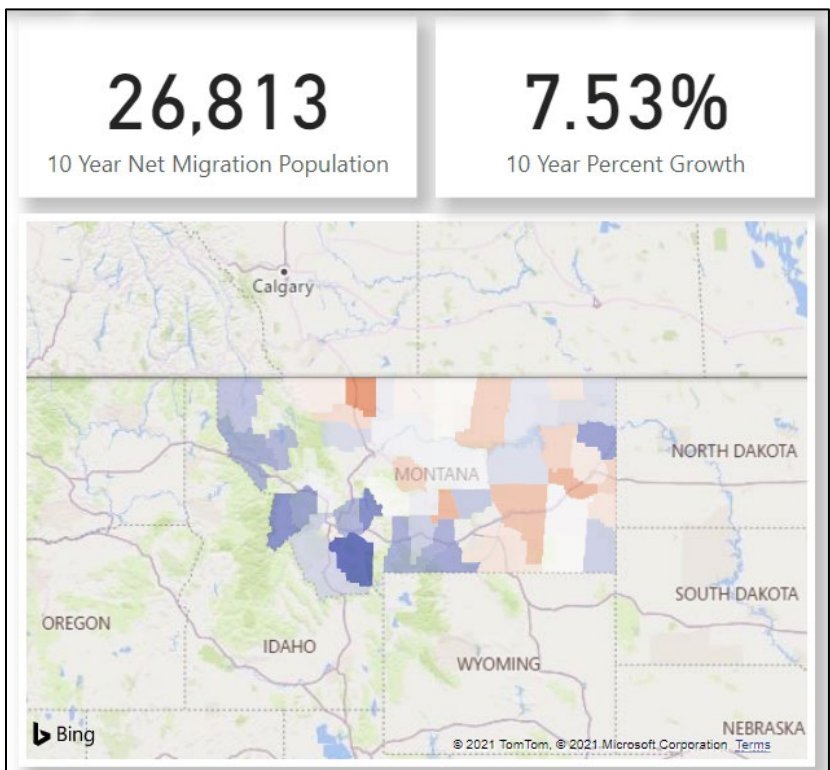 26,813
10 Year Net Migration Population
7.53%
10 Year Percent Growth
Calgary
NORTH DAKOTA
MONTANA
SOUTH DAKOTA
OREGON
IDAHO
WYOMING
NEBRASKA
Bing
© 2021 TomTom, © 2021 Microsoft Corporation Terms